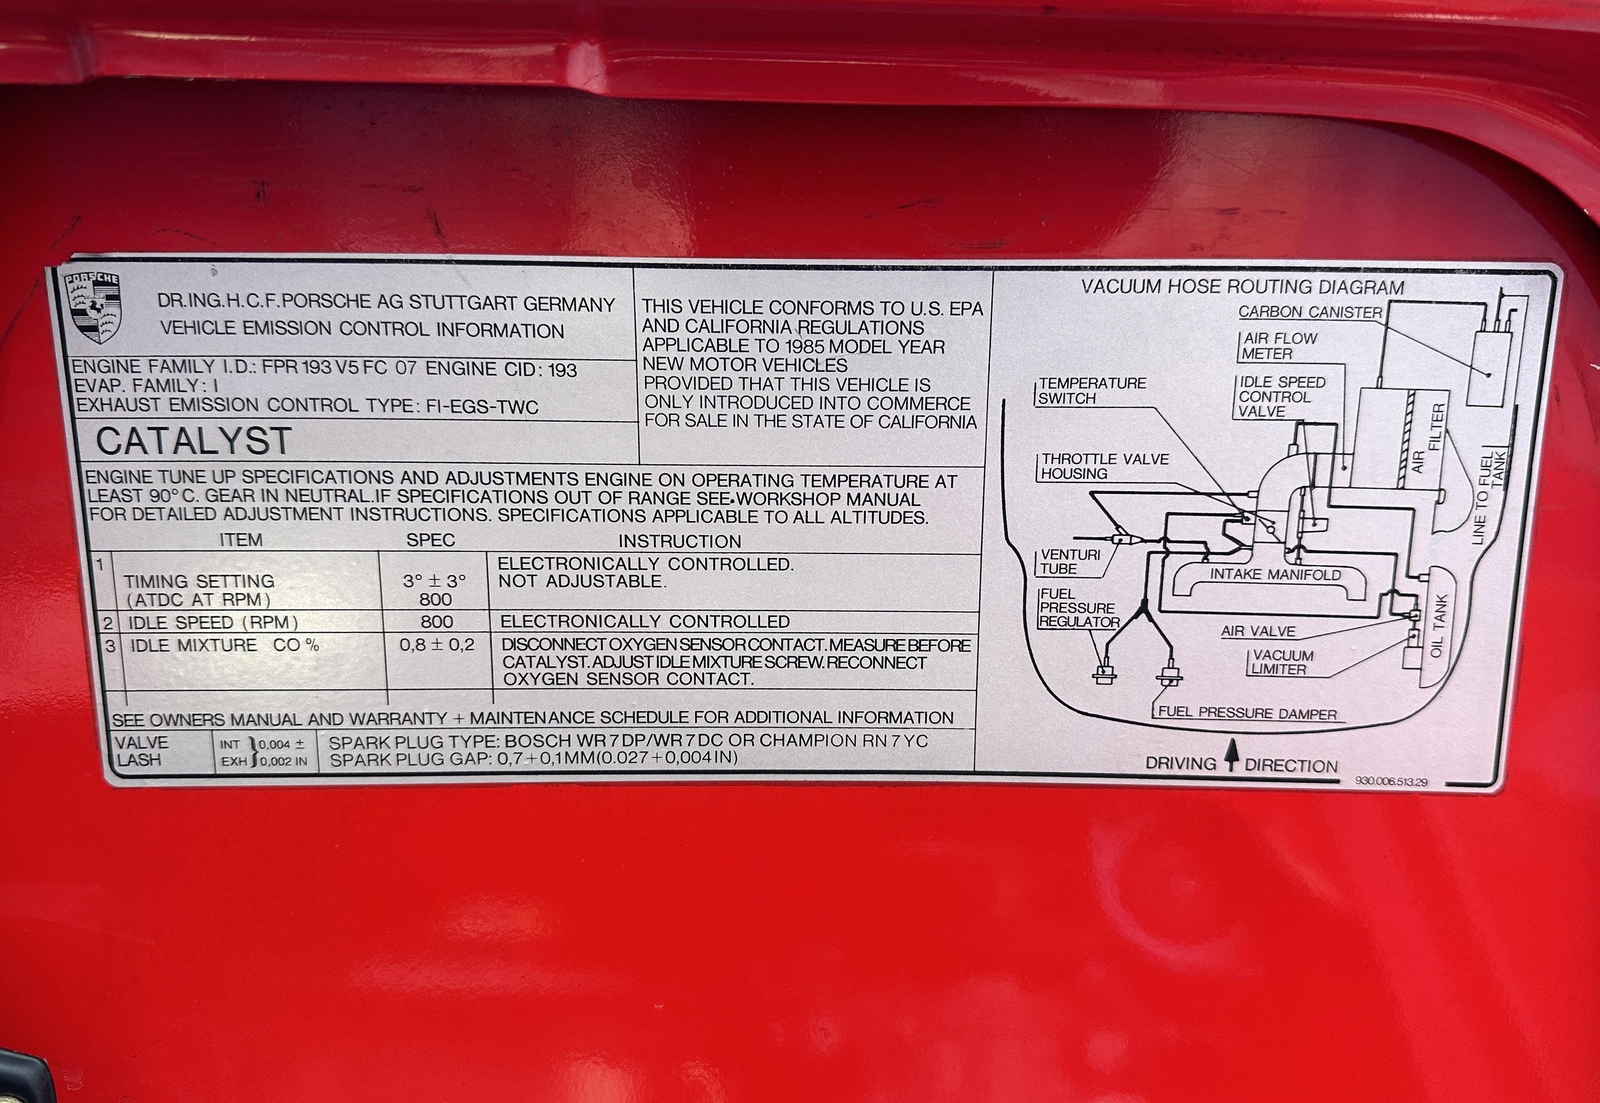 PORSCHE
DR.ING.H.C.F.PORSCHE AG STUTTGART GERMANY
VEHICLE EMISSION CONTROL INFORMATION
ENGINE FAMILY I.D.: FPR 193 V5 FC 07 ENGINE CID: 193
EVAP. FAMILY: I
EXHAUST EMISSION CONTROL TYPE: FI-EGS-TWC
CATALYST
THIS VEHICLE CONFORMS TO U.S. EPA
AND CALIFORNIA REGULATIONS
APPLICABLE TO 1985 MODEL YEAR
NEW MOTOR VEHICLES
PROVIDED THAT THIS VEHICLE IS
ONLY INTRODUCED INTO COMMERCE
FOR SALE IN THE STATE OF CALIFORNIA
ENGINE TUNE UP SPECIFICATIONS AND ADJUSTMENTS ENGINE ON OPERATING TEMPERATURE AT
LEAST 90° C. GEAR IN NEUTRAL.IF SPECIFICATIONS OUT OF RANGE SEE WORKSHOP MANUAL
FOR DETAILED ADJUSTMENT INSTRUCTIONS. SPECIFICATIONS APPLICABLE TO ALL ALTITUDES.
ITEM SPEC INSTRUCTION
1 TIMING SETTING 3° ± 3° ELECTRONICALLY CONTROLLED.
(ATDC AT RPM) 800 NOT ADJUSTABLE.
2 IDLE SPEED (RPM) 800 ELECTRONICALLY CONTROLLED
3 IDLE MIXTURE CO % 0,8 ± 0,2 DISCONNECT OXYGEN SENSOR CONTACT. MEASURE BEFORE
CATALYST. ADJUST IDLE MIXTURE SCREW. RECONNECT
OXYGEN SENSOR CONTACT.
SEE OWNERS MANUAL AND WARRANTY + MAINTENANCE SCHEDULE FOR ADDITIONAL INFORMATION
VALVE LASH
INT } 0,004 ±
EXH } 0,002 IN
SPARK PLUG TYPE: BOSCH WR 7 DP/WR 7 DC OR CHAMPION RN 7 YC
SPARK PLUG GAP: 0,7+0,1MM(0.027+0,004IN)
VACUUM HOSE ROUTING DIAGRAM
CARBON CANISTER
AIR FLOW
METER
TEMPERATURE
SWITCH
IDLE SPEED
CONTROL
VALVE
AIR FILTER
LINE TO FUEL
TANK
THROTTLE VALVE
HOUSING
VENTURI
TUBE
INTAKE MANIFOLD
FUEL
PRESSURE
REGULATOR
OIL TANK
AIR VALVE
VACUUM
LIMITER
FUEL PRESSURE DAMPER
DRIVING DIRECTION
930.006.513.29